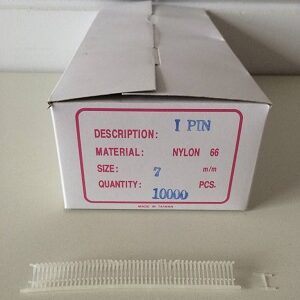 DESCRIPTION: I PIN
MATERIAL: NYLON 66
SIZE: 7 m/m
QUANTITY: 10000 PCS.
MADE IN TAIWAN